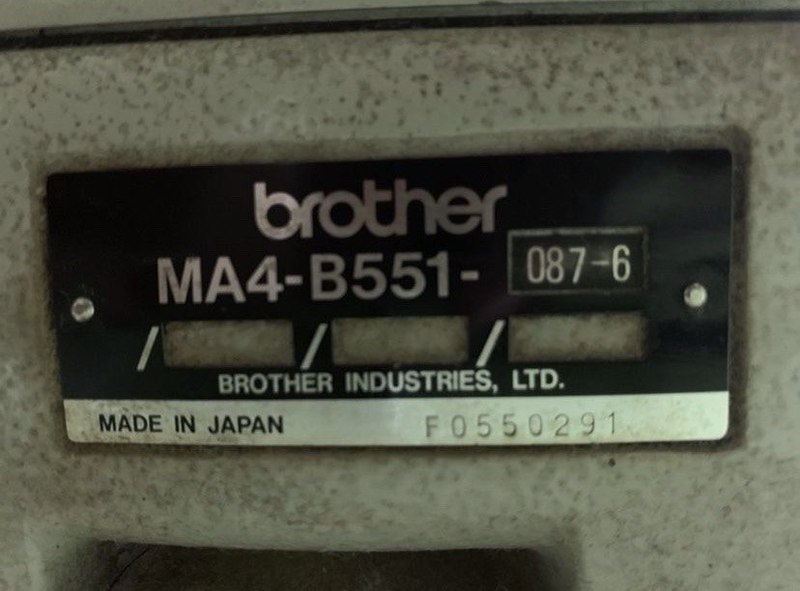 brother
MA4-B551- 087-6
/ / /
BROTHER INDUSTRIES, LTD.
MADE IN JAPAN F0550291